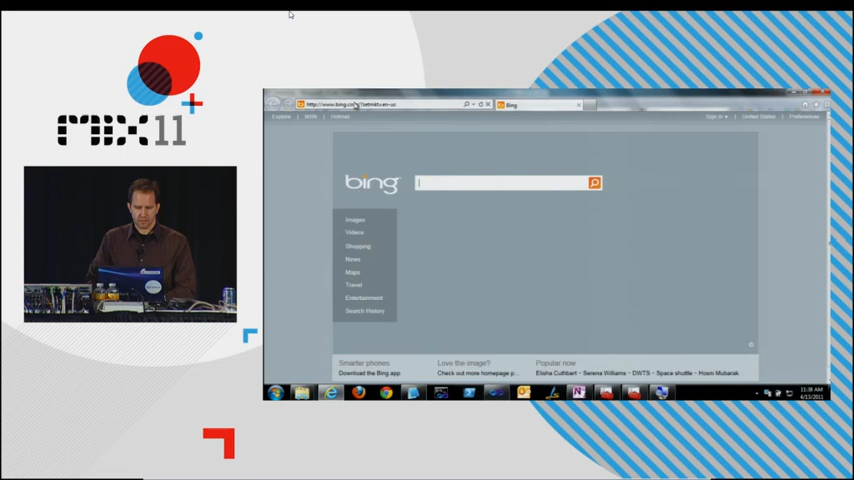 MIX11
http://www.bing.com/?setmkt=en-us
Bing
Explore | MSN | Hotmail
Sign in
United States
Preferences
bing
Images
Videos
Shopping
News
Maps
Travel
Entertainment
Search History
Smarter phones
Download the Bing app
Love the image?
Check out more homepage p...
Popular now
Elisha Cuthbert - Serena Williams - DWTS - Space shuttle - Hosni Mubarak
11:38 AM
4/13/2011